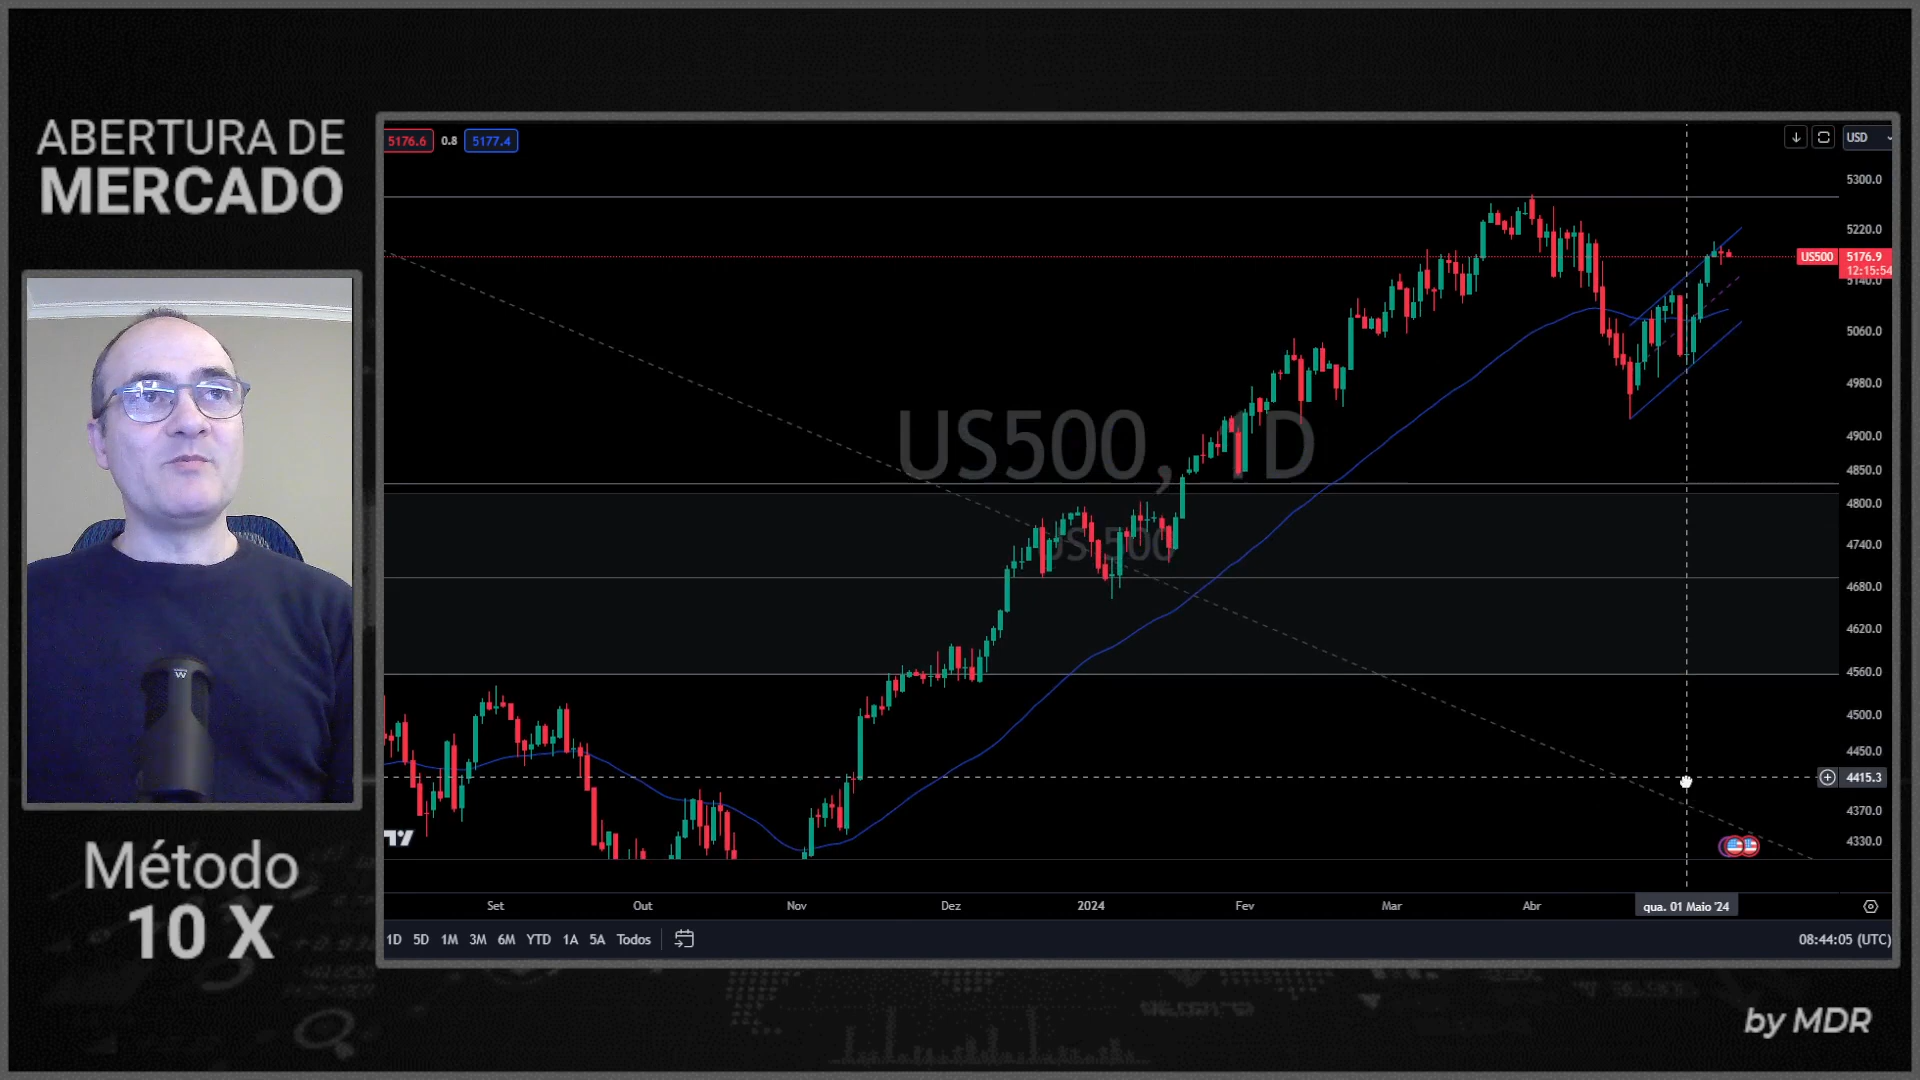 ABERTURA DE
MERCADO
Método
10 X
by MDR
5176.6 0.8 5177.4
USD
5300.0
5220.0
US500 5176.9
12:15:54
5140.0
5060.0
4980.0
4900.0
4850.0
4800.0
4740.0
4680.0
4620.0
4560.0
4500.0
4450.0
4415.3
4370.0
4330.0
US500, 1D
US 500
Set Out Nov Dez 2024 Fev Mar Abr qua. 01 Maio '24
1D 5D 1M 3M 6M YTD 1A 5A Todos
08:44:05 (UTC)
W